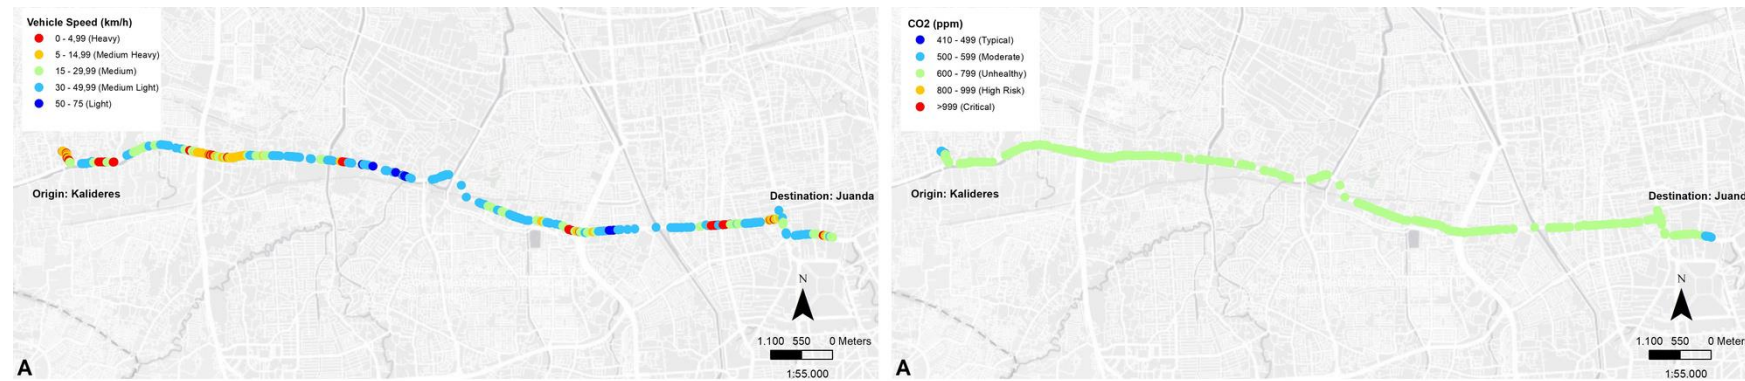 Vehicle Speed (km/h)
0 - 4,99 (Heavy)
5 - 14,99 (Medium Heavy)
15 - 29,99 (Medium)
30 - 49,99 (Medium Light)
50 - 75 (Light)
Origin: Kalideres
Destination: Juanda
N
1.100 550 0 Meters
1:55.000
A
CO2 (ppm)
410 - 499 (Typical)
500 - 599 (Moderate)
600 - 799 (Unhealthy)
800 - 999 (High Risk)
>999 (Critical)
Origin: Kalideres
Destination: Juand
N
1.100 550 0 Meter
1:55.000
A